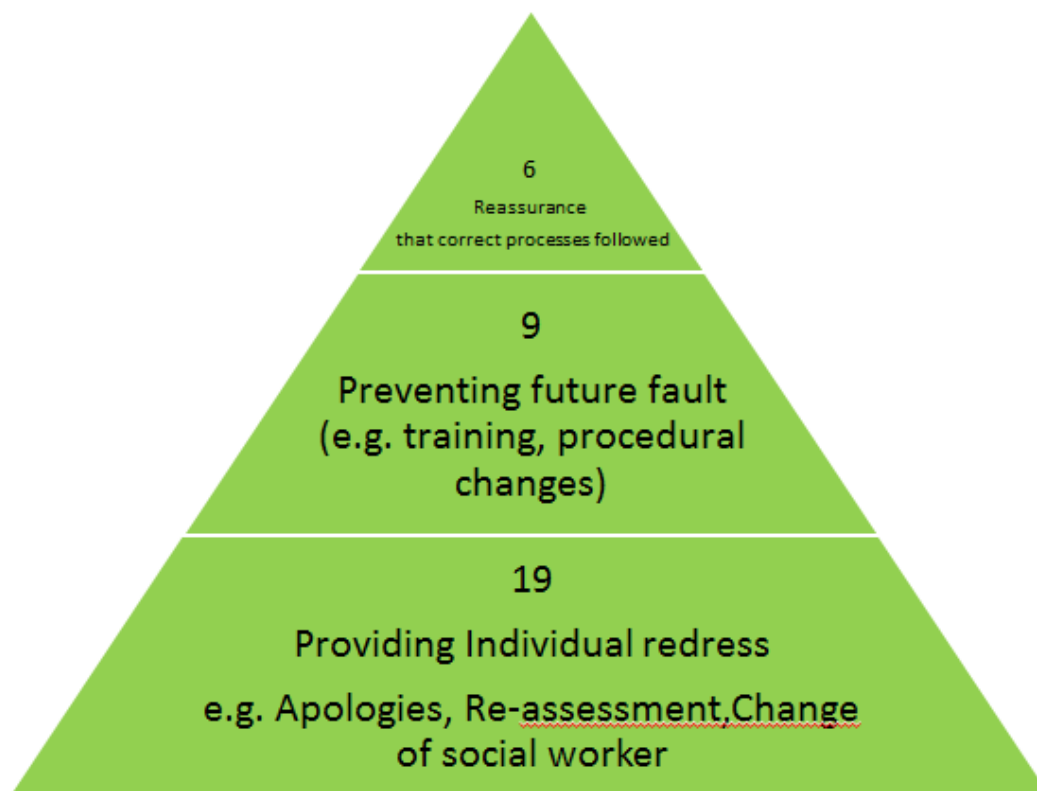 6
Reassurance
that correct processes followed
9
Preventing future fault
(e.g. training, procedural
changes)
19
Providing Individual redress
e.g. Apologies, Re-assessment,Change
of social worker